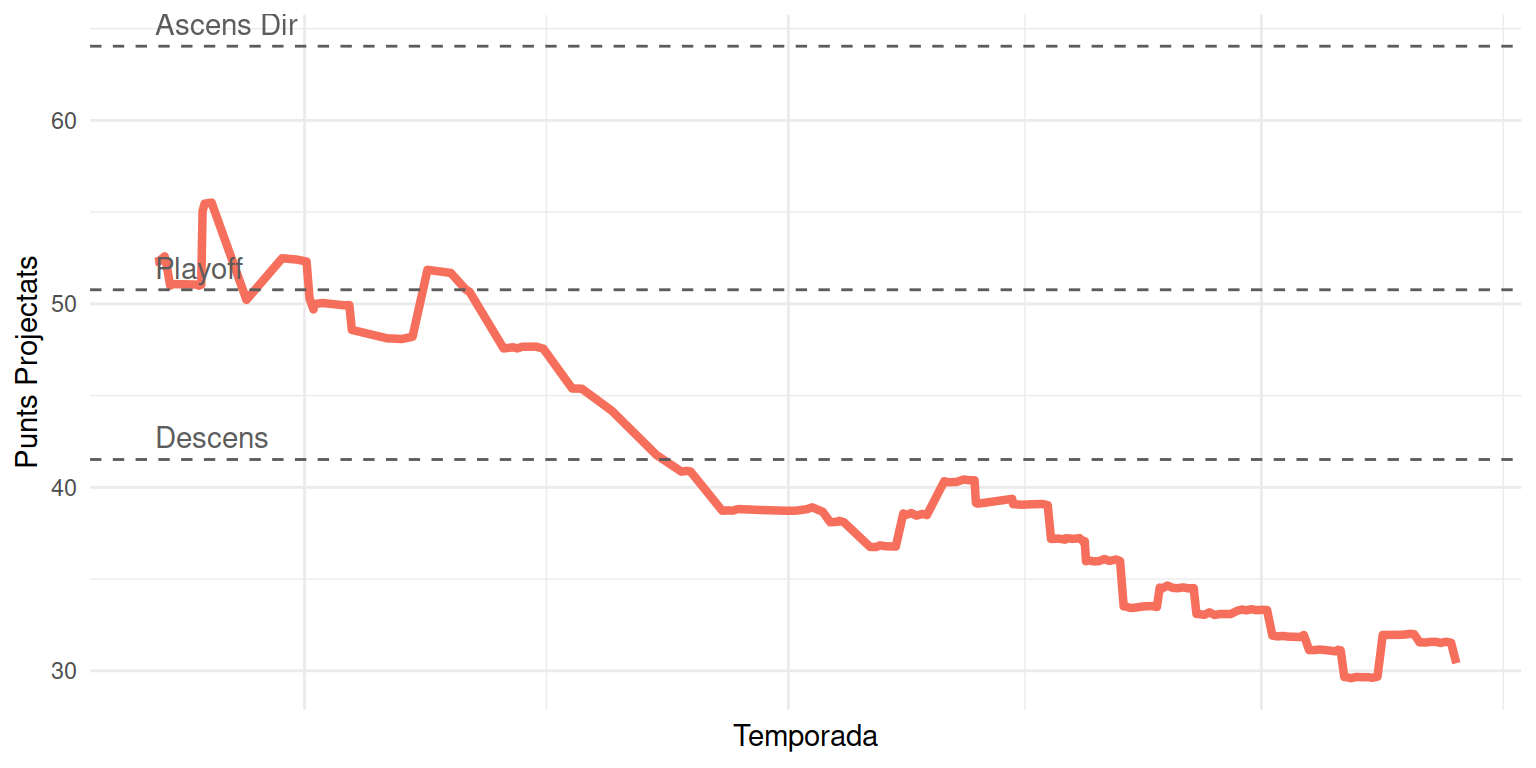 Ascens Dir
60
Playoff
50
Descens
40
30
Punts Projectats
Temporada